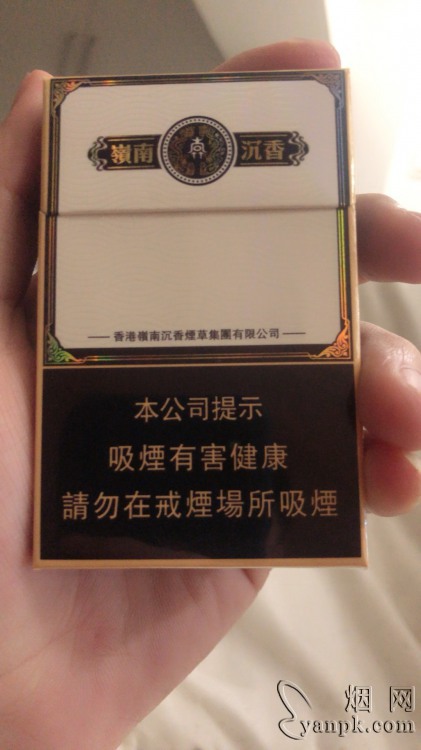 嶺南 沉香
—— 香港嶺南沉香煙草集團有限公司 ——
本公司提示
吸煙有害健康
請勿在戒煙場所吸煙
烟网
yanpk.com